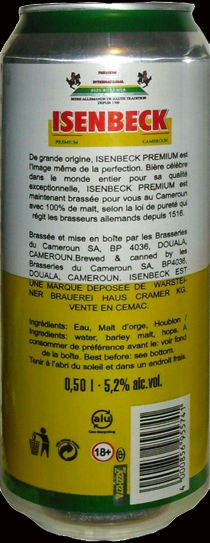 PREMIUM
INTERNATIONAL
BIERE ALLEMANDE DE HAUTE TRADITION
ISENBECK
PREMIUM CAMEROUN
De grande origine, ISENBECK PREMIUM est
l'image même de la perfection. Bière célèbre
dans le monde entier pour sa qualité
exceptionnelle, ISENBECK PREMIUM est
maintenant brassée pour vous au Cameroun
avec 100% de malt, selon la loi de pureté qui
régit les brasseurs allemands depuis 1516.
Brassée et mise en boîte par les Brasseries
du Cameroun SA, BP 4036, DOUALA,
CAMEROUN.Brewed & canned by les
Brasseries du Cameroun SA, BP4036,
DOUALA, CAMEROUN. ISENBECK EST
UNE MARQUE DEPOSEE DE WARSTEI-
NER BRAUEREI HAUS CRAMER KG.
VENTE EN CEMAC.
Ingrédients: Eau, Malt d'orge, Houblon /
Ingredients: water, barley malt, hops. A
consommer de préférence avant le: voir fond
de la boîte. Best before: see bottom.
Tenir à l'abri du soleil et dans un endroit frais.
0,50 l · 5,2% alc.vol.
alu
18+
4 000856 955741